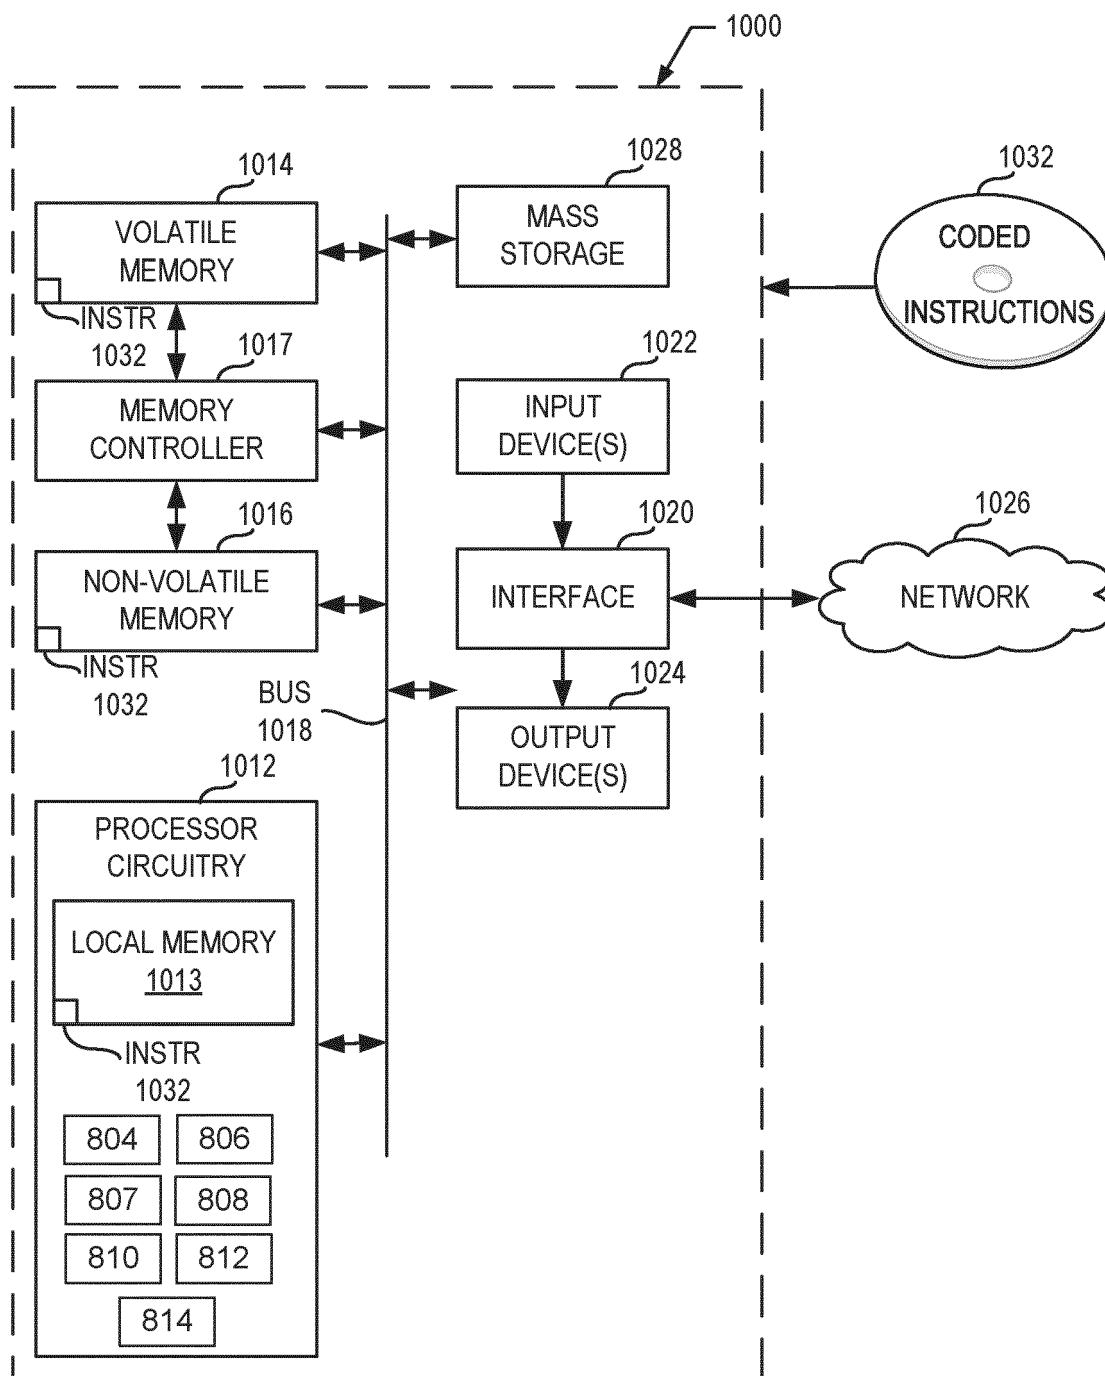 1000
1014
VOLATILE
MEMORY
INSTR
1032
1017
MEMORY
CONTROLLER
1016
NON-VOLATILE
MEMORY
INSTR
1032
BUS
1018
1012
PROCESSOR
CIRCUITRY
LOCAL MEMORY
1013
INSTR
1032
804
806
807
808
810
812
814
1028
MASS
STORAGE
1022
INPUT
DEVICE(S)
1020
INTERFACE
1024
OUTPUT
DEVICE(S)
1032
CODED
INSTRUCTIONS
1026
NETWORK